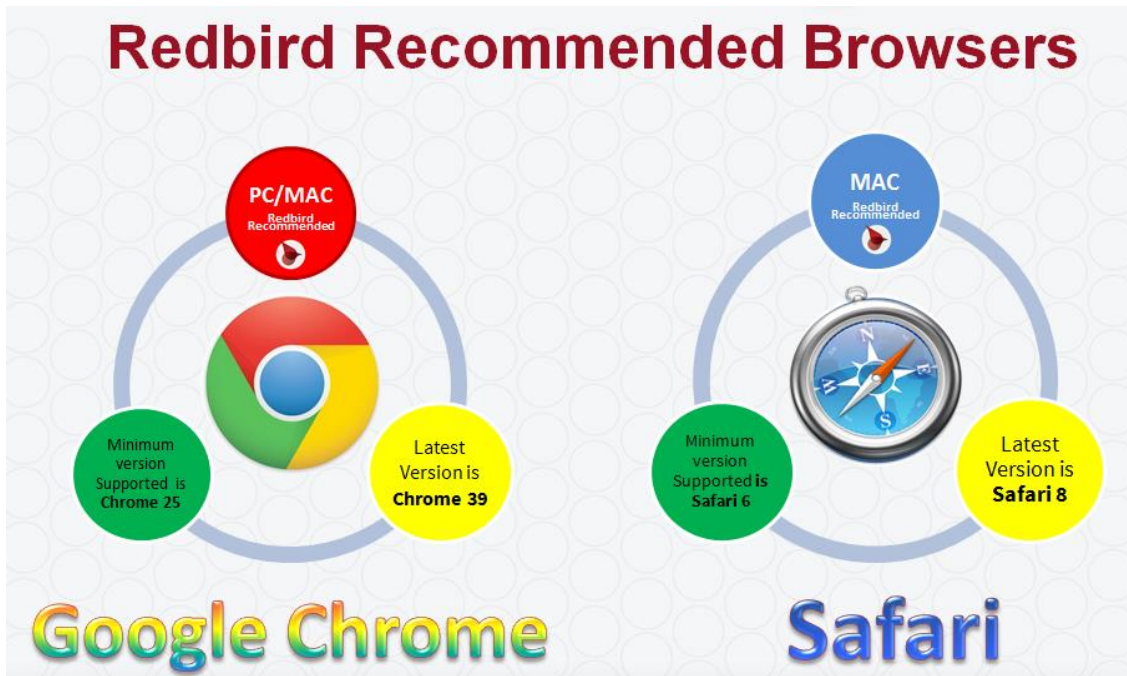 Redbird Recommended Browsers
PC/MAC
Redbird
Recommended
Minimum
version
Supported is
Chrome 25
Latest
Version is
Chrome 39
Google Chrome
MAC
Redbird
Recommended
N
E
S
W
Minimum
version
Supported is
Safari 6
Latest
Version is
Safari 8
Safari